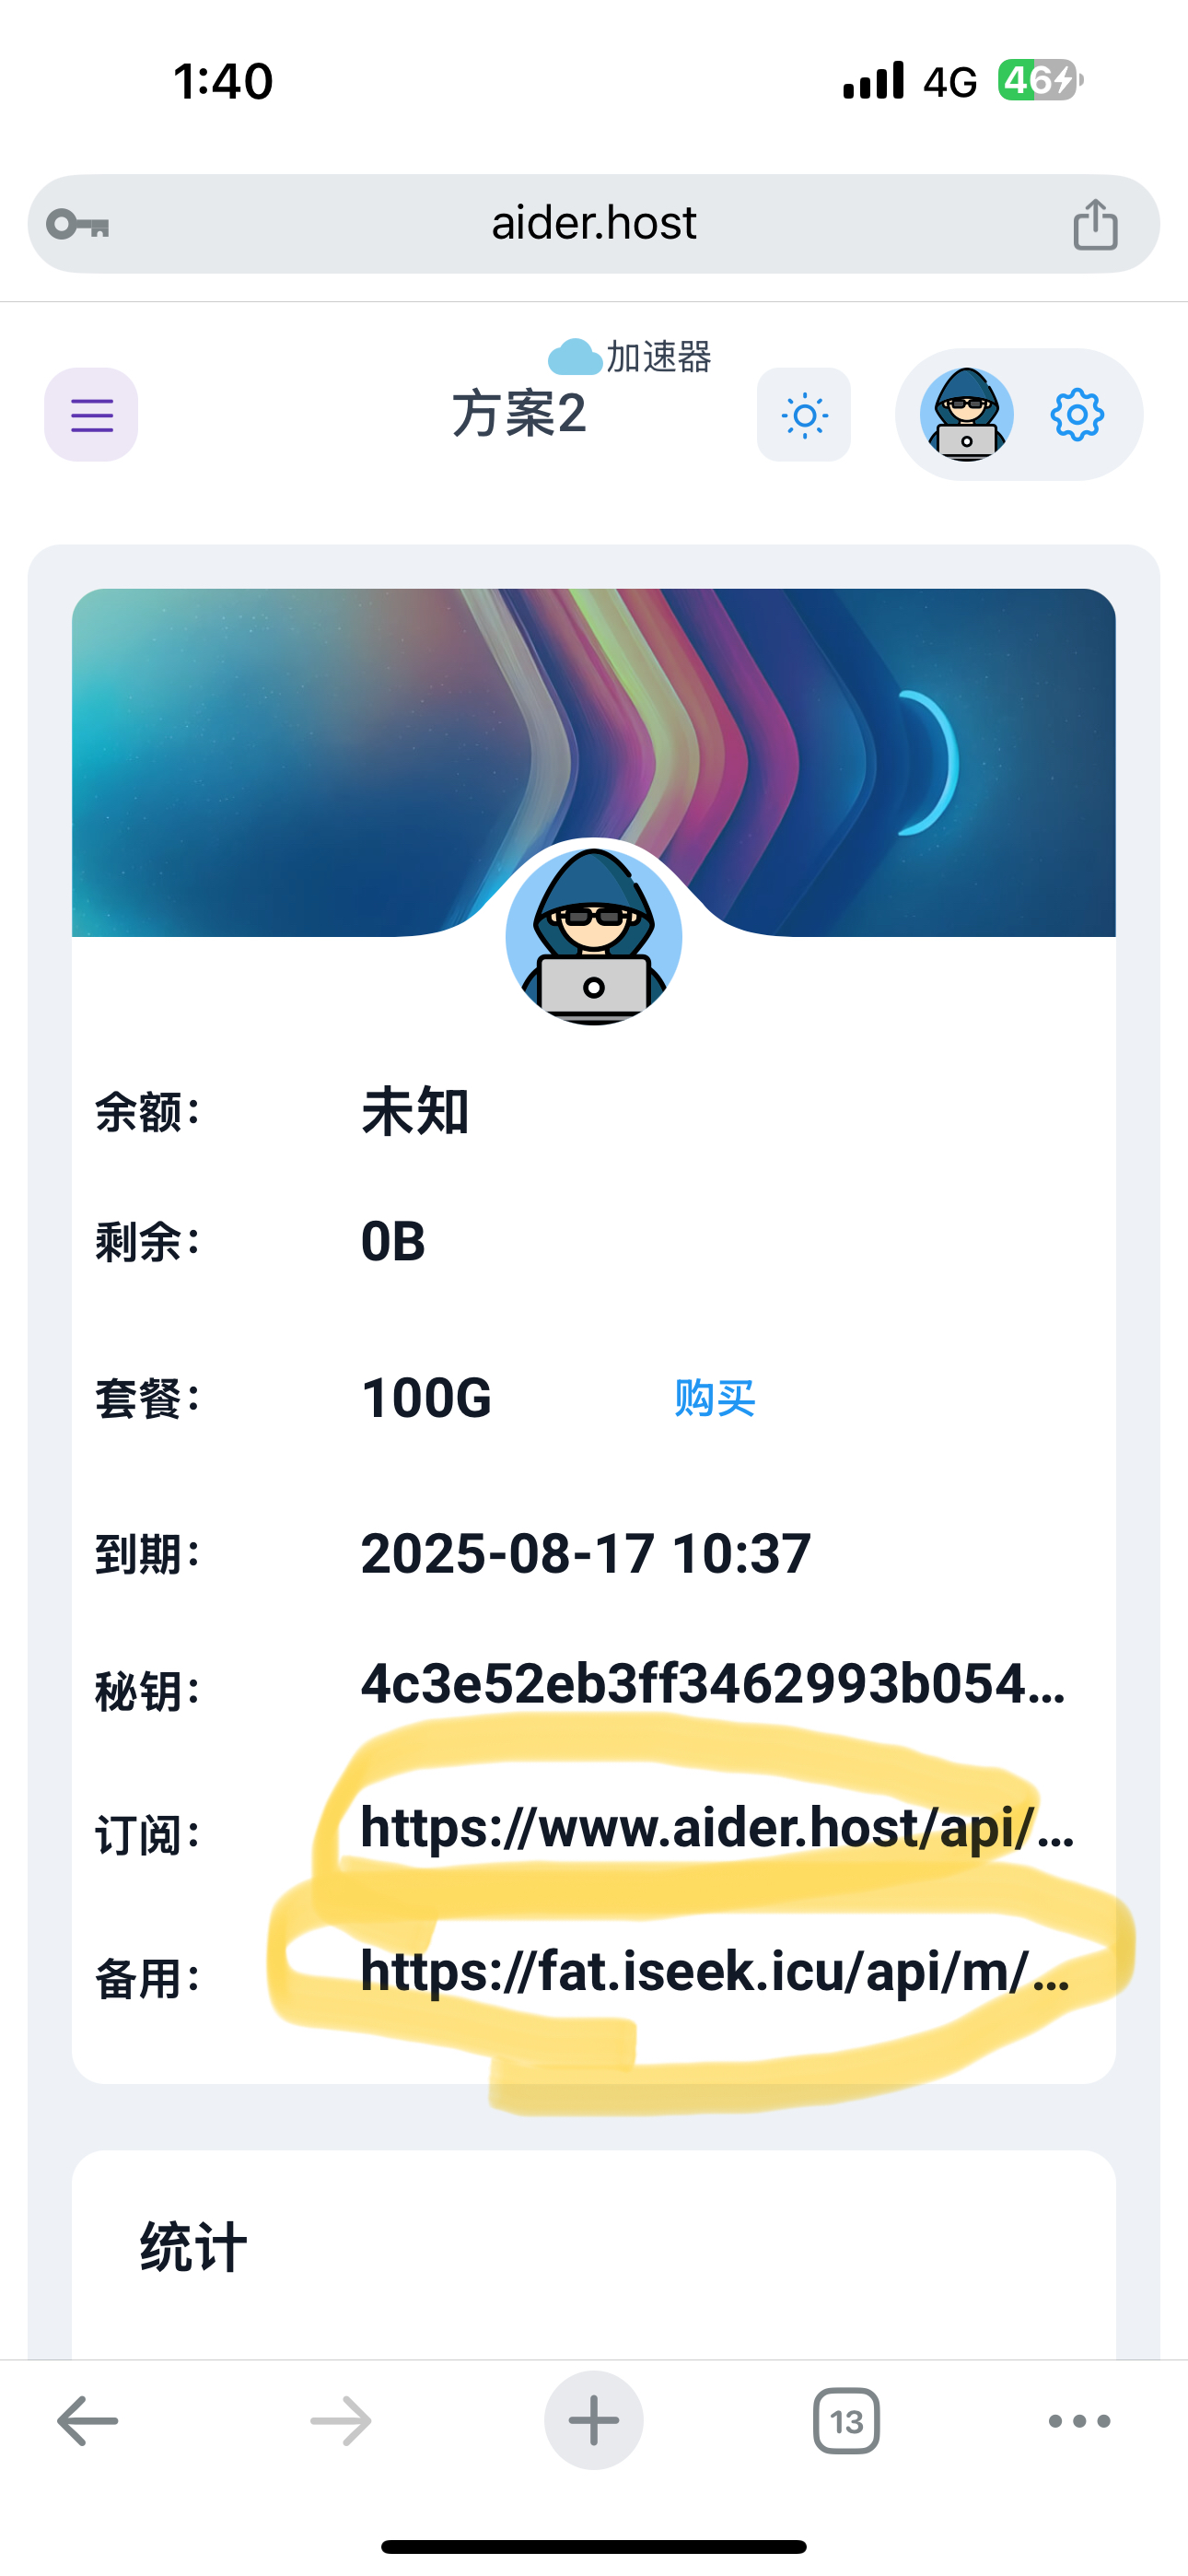 1:40 4G 46
aider.host
加速器
方案2
余额： 未知
剩余： 0B
套餐： 100G 购买
到期： 2025-08-17 10:37
秘钥： 4c3e52eb3ff3462993b054...
订阅： https://www.aider.host/api/...
备用： https://fat.iseek.icu/api/m/...
统计
13